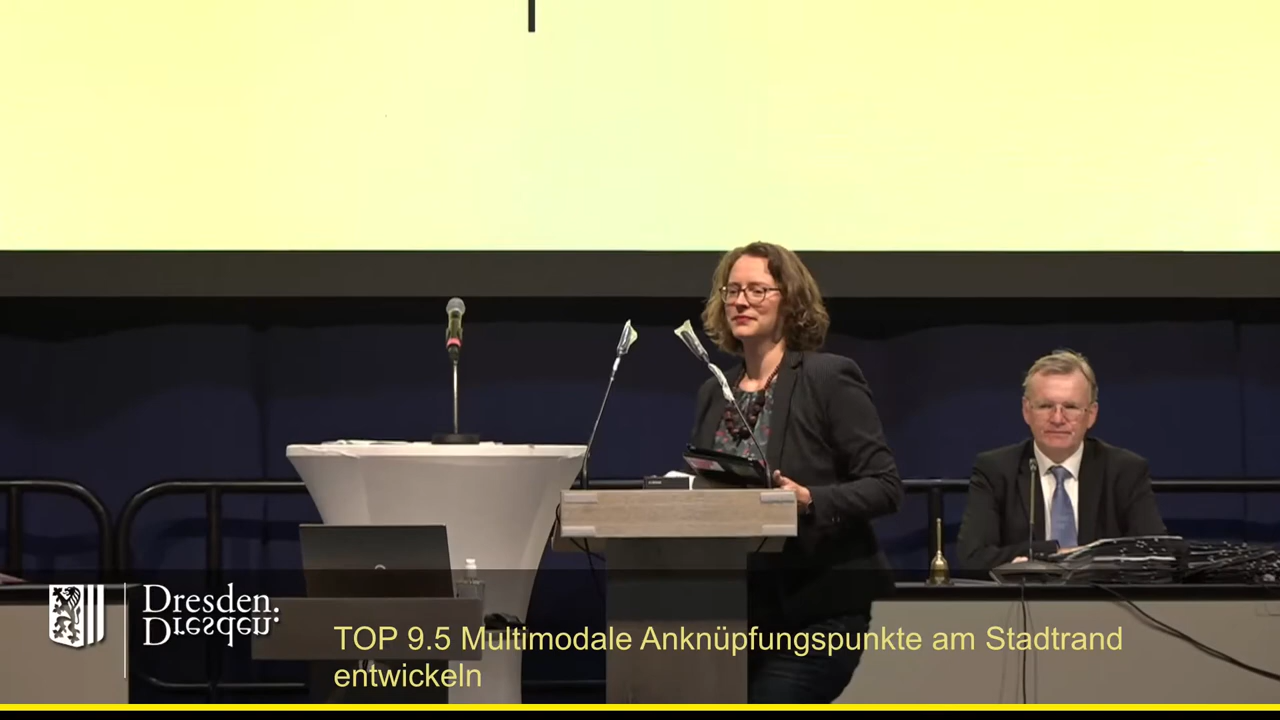 Dresden.
Dresden.
TOP 9.5 Multimodale Anknüpfungspunkte am Stadtrand
entwickeln